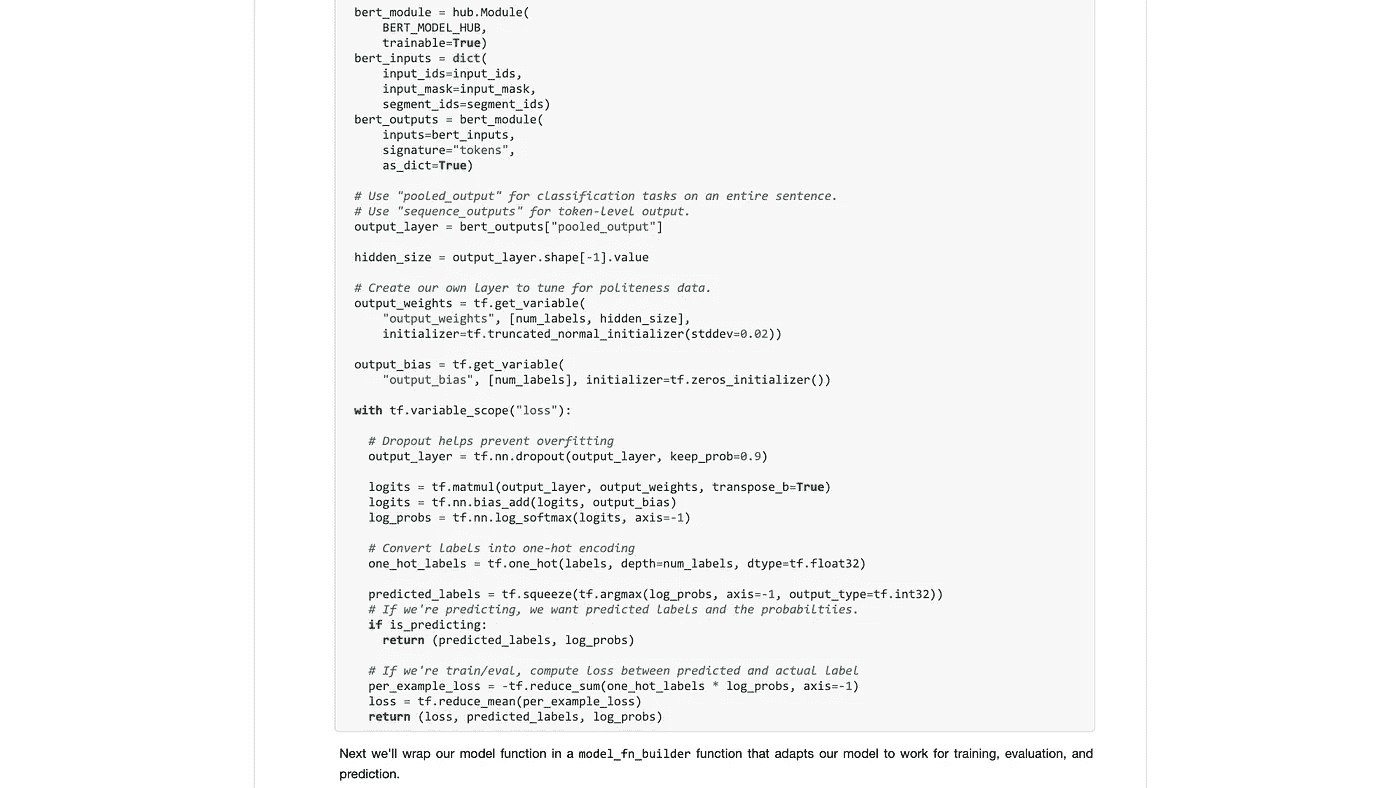 bert_module = hub.Module(
BERT_MODEL_HUB,
trainable=True)
bert_inputs = dict(
input_ids=input_ids,
input_mask=input_mask,
segment_ids=segment_ids)
bert_outputs = bert_module(
inputs=bert_inputs,
signature="tokens",
as_dict=True)
# Use "pooled_output" for classification tasks on an entire sentence.
# Use "sequence_outputs" for token-level output.
output_layer = bert_outputs["pooled_output"]
hidden_size = output_layer.shape[-1].value
# Create our own layer to tune for politeness data.
output_weights = tf.get_variable(
"output_weights", [num_labels, hidden_size],
initializer=tf.truncated_normal_initializer(stddev=0.02))
output_bias = tf.get_variable(
"output_bias", [num_labels], initializer=tf.zeros_initializer())
with tf.variable_scope("loss"):
# Dropout helps prevent overfitting
output_layer = tf.nn.dropout(output_layer, keep_prob=0.9)
logits = tf.matmul(output_layer, output_weights, transpose_b=True)
logits = tf.nn.bias_add(logits, output_bias)
log_probs = tf.nn.log_softmax(logits, axis=-1)
# Convert labels into one-hot encoding
one_hot_labels = tf.one_hot(labels, depth=num_labels, dtype=tf.float32)
predicted_labels = tf.squeeze(tf.argmax(log_probs, axis=-1, output_type=tf.int32))
# If we're predicting, we want predicted labels and the probabiltiies.
if is_predicting:
return (predicted_labels, log_probs)
# If we're train/eval, compute loss between predicted and actual label
per_example_loss = -tf.reduce_sum(one_hot_labels * log_probs, axis=-1)
loss = tf.reduce_mean(per_example_loss)
return (loss, predicted_labels, log_probs)
Next we'll wrap our model function in a model_fn_builder function that adapts our model to work for training, evaluation, and
prediction.